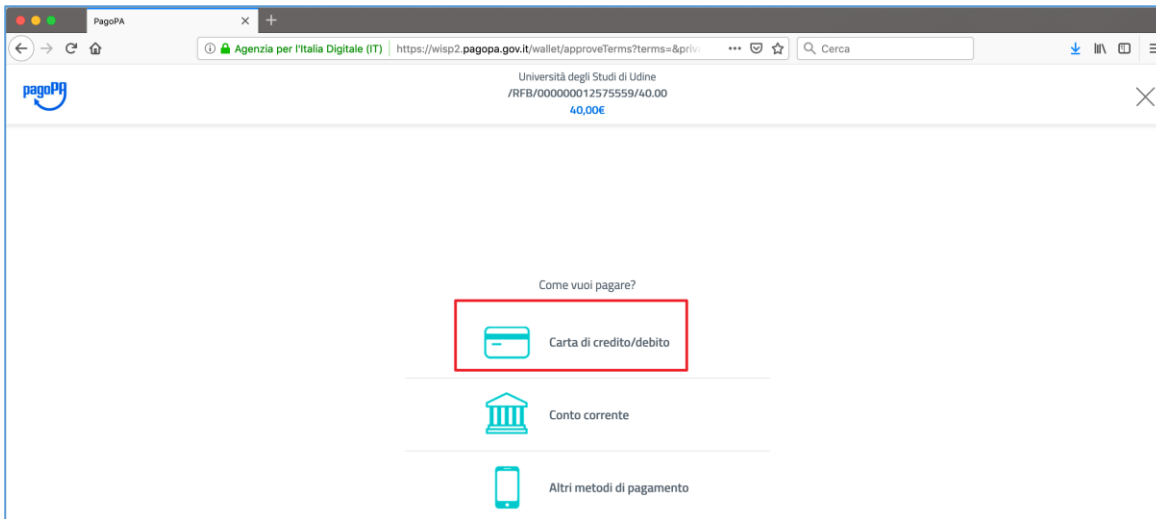 PagoPA
Agenzia per l'Italia Digitale (IT) https://wisp2.pagopa.gov.it/wallet/approveTerms?terms=&priv
Cerca
pagoPA
Università degli Studi di Udine
/RFB/000000012575559/40.00
40,00€
Come vuoi pagare?
Carta di credito/debito
Conto corrente
Altri metodi di pagamento